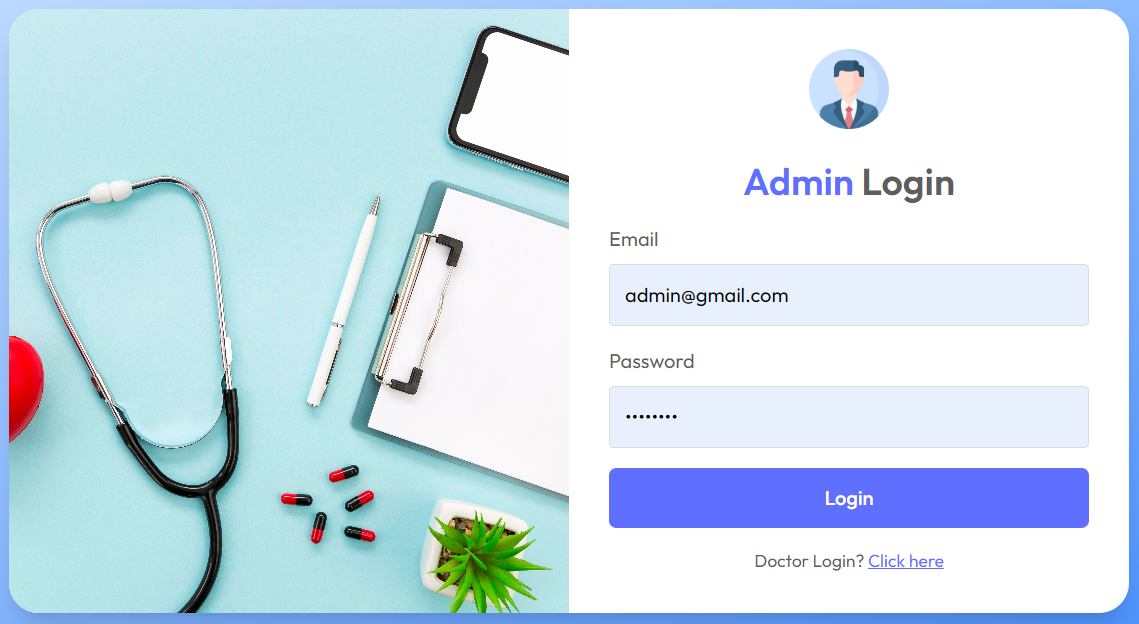 Admin Login
Email
admin@gmail.com
Password
••••••••
Login
Doctor Login? Click here